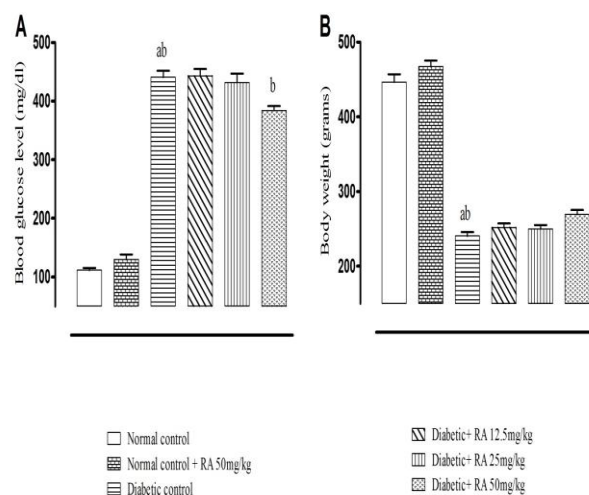 A
Blood glucose level (mg/dl)
500
400
300
200
100
ab
b
B
Body weight (grams)
500
400
300
200
ab
Normal control
Normal control + RA 50mg/kg
Diabetic control
Diabetic+ RA 12.5mg/kg
Diabetic+ RA 25mg/kg
Diabetic+ RA 50mg/kg